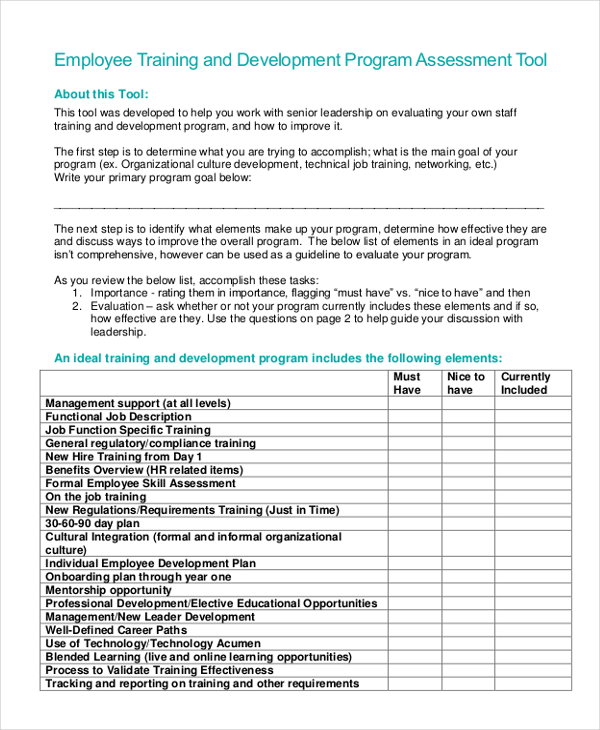 Employee Training and Development Program Assessment Tool
About this Tool:
This tool was developed to help you work with senior leadership on evaluating your own staff
training and development program, and how to improve it.
The first step is to determine what you are trying to accomplish; what is the main goal of your
program (ex. Organizational culture development, technical job training, networking, etc.)
Write your primary program goal below:
The next step is to identify what elements make up your program, determine how effective they are
and discuss ways to improve the overall program.  The below list of elements in an ideal program
isn't comprehensive, however can be used as a guideline to evaluate your program.
As you review the below list, accomplish these tasks:
1. Importance - rating them in importance, flagging “must have” vs. “nice to have” and then
2. Evaluation – ask whether or not your program currently includes these elements and if so,
how effective are they. Use the questions on page 2 to help guide your discussion with
leadership.
An ideal training and development program includes the following elements:
Must Nice to Currently
Have have Included
Management support (at all levels)
Functional Job Description
Job Function Specific Training
General regulatory/compliance training
New Hire Training from Day 1
Benefits Overview (HR related items)
Formal Employee Skill Assessment
On the job training
New Regulations/Requirements Training (Just in Time)
30-60-90 day plan
Cultural Integration (formal and informal organizational
culture)
Individual Employee Development Plan
Onboarding plan through year one
Mentorship opportunity
Professional Development/Elective Educational Opportunities
Management/New Leader Development
Well-Defined Career Paths
Use of Technology/Technology Acumen
Blended Learning (live and online learning opportunities)
Process to Validate Training Effectiveness
Tracking and reporting on training and other requirements